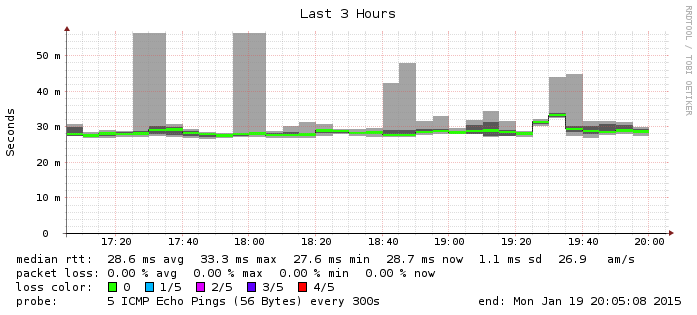 Last 3 Hours
RRDTOOL / TOBI OETIKER
Seconds
50 m
40 m
30 m
20 m
10 m
0
17:20 17:40 18:00 18:20 18:40 19:00 19:20 19:40 20:00
median rtt: 28.6 ms avg 33.3 ms max 27.6 ms min 28.7 ms now 1.1 ms sd 26.9 am/s
packet loss: 0.00 % avg 0.00 % max 0.00 % min 0.00 % now
loss color: 0 1/5 2/5 3/5 4/5
probe: 5 ICMP Echo Pings (56 Bytes) every 300s end: Mon Jan 19 20:05:08 2015